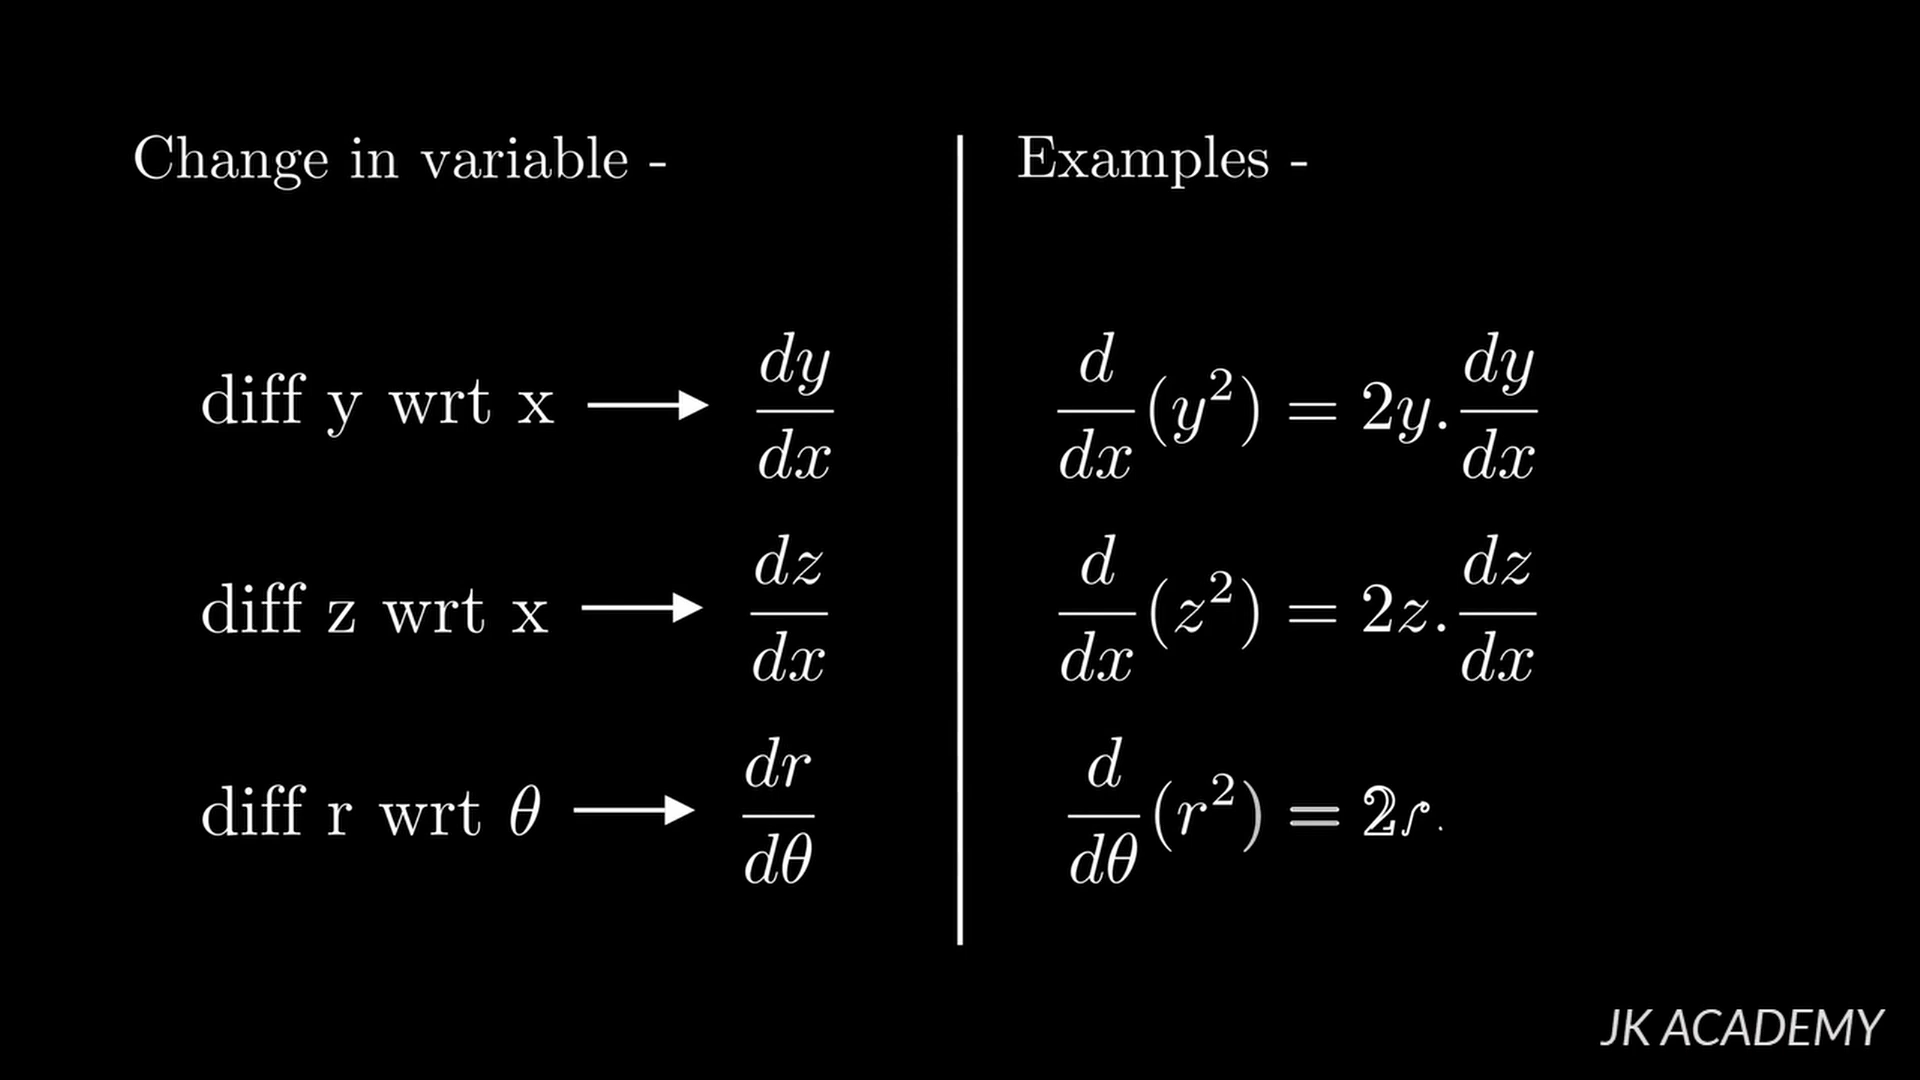 Change in variable -
diff y wrt x ⟶ dy/dx
diff z wrt x ⟶ dz/dx
diff r wrt θ ⟶ dr/dθ
Examples -
d/dx (y²) = 2y. dy/dx
d/dx (z²) = 2z. dz/dx
d/dθ (r²) = 2r.
JK ACADEMY